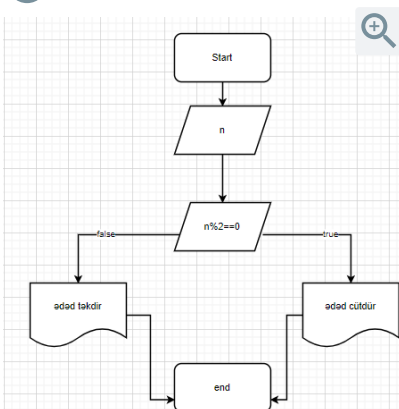 Start
n
n%2==0
false
true
ədəd təkdir
ədəd cütdür
end